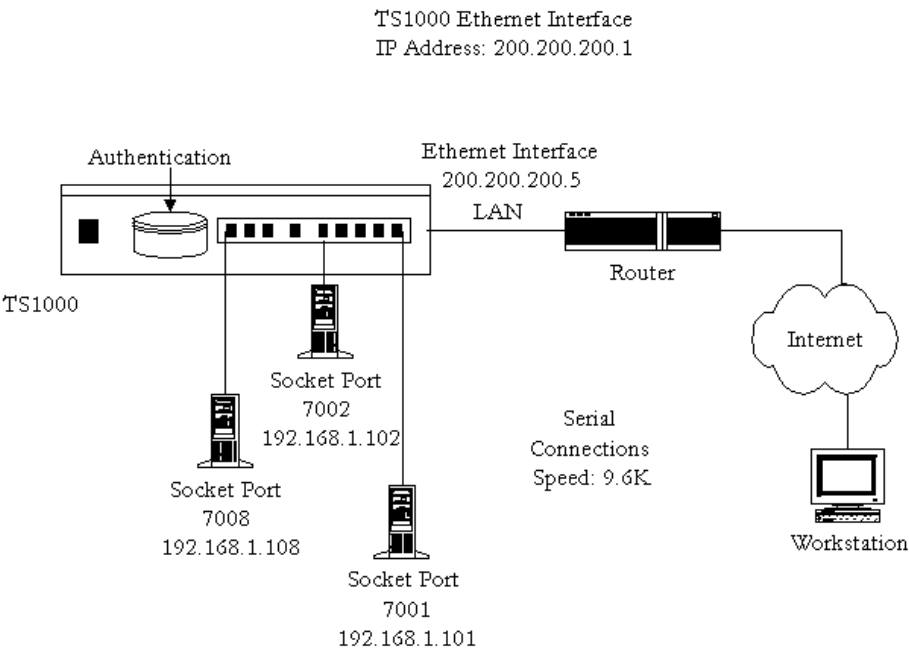 TS1000 Ethernet Interface
IP Address: 200.200.200.1
Authentication
Ethernet Interface
200.200.200.5
LAN
Router
TS1000
Internet
Socket Port
7002
192.168.1.102
Serial
Connections
Speed: 9.6K
Socket Port
7008
192.168.1.108
Workstation
Socket Port
7001
192.168.1.101